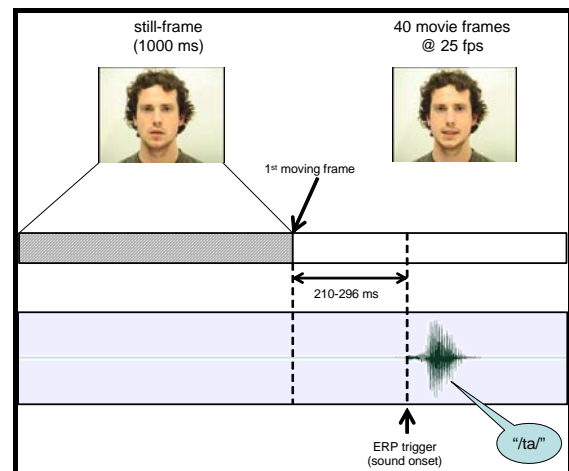 still-frame
(1000 ms)
40 movie frames
@ 25 fps
1st moving frame
210-296 ms
"/ta/"
ERP trigger
(sound onset)